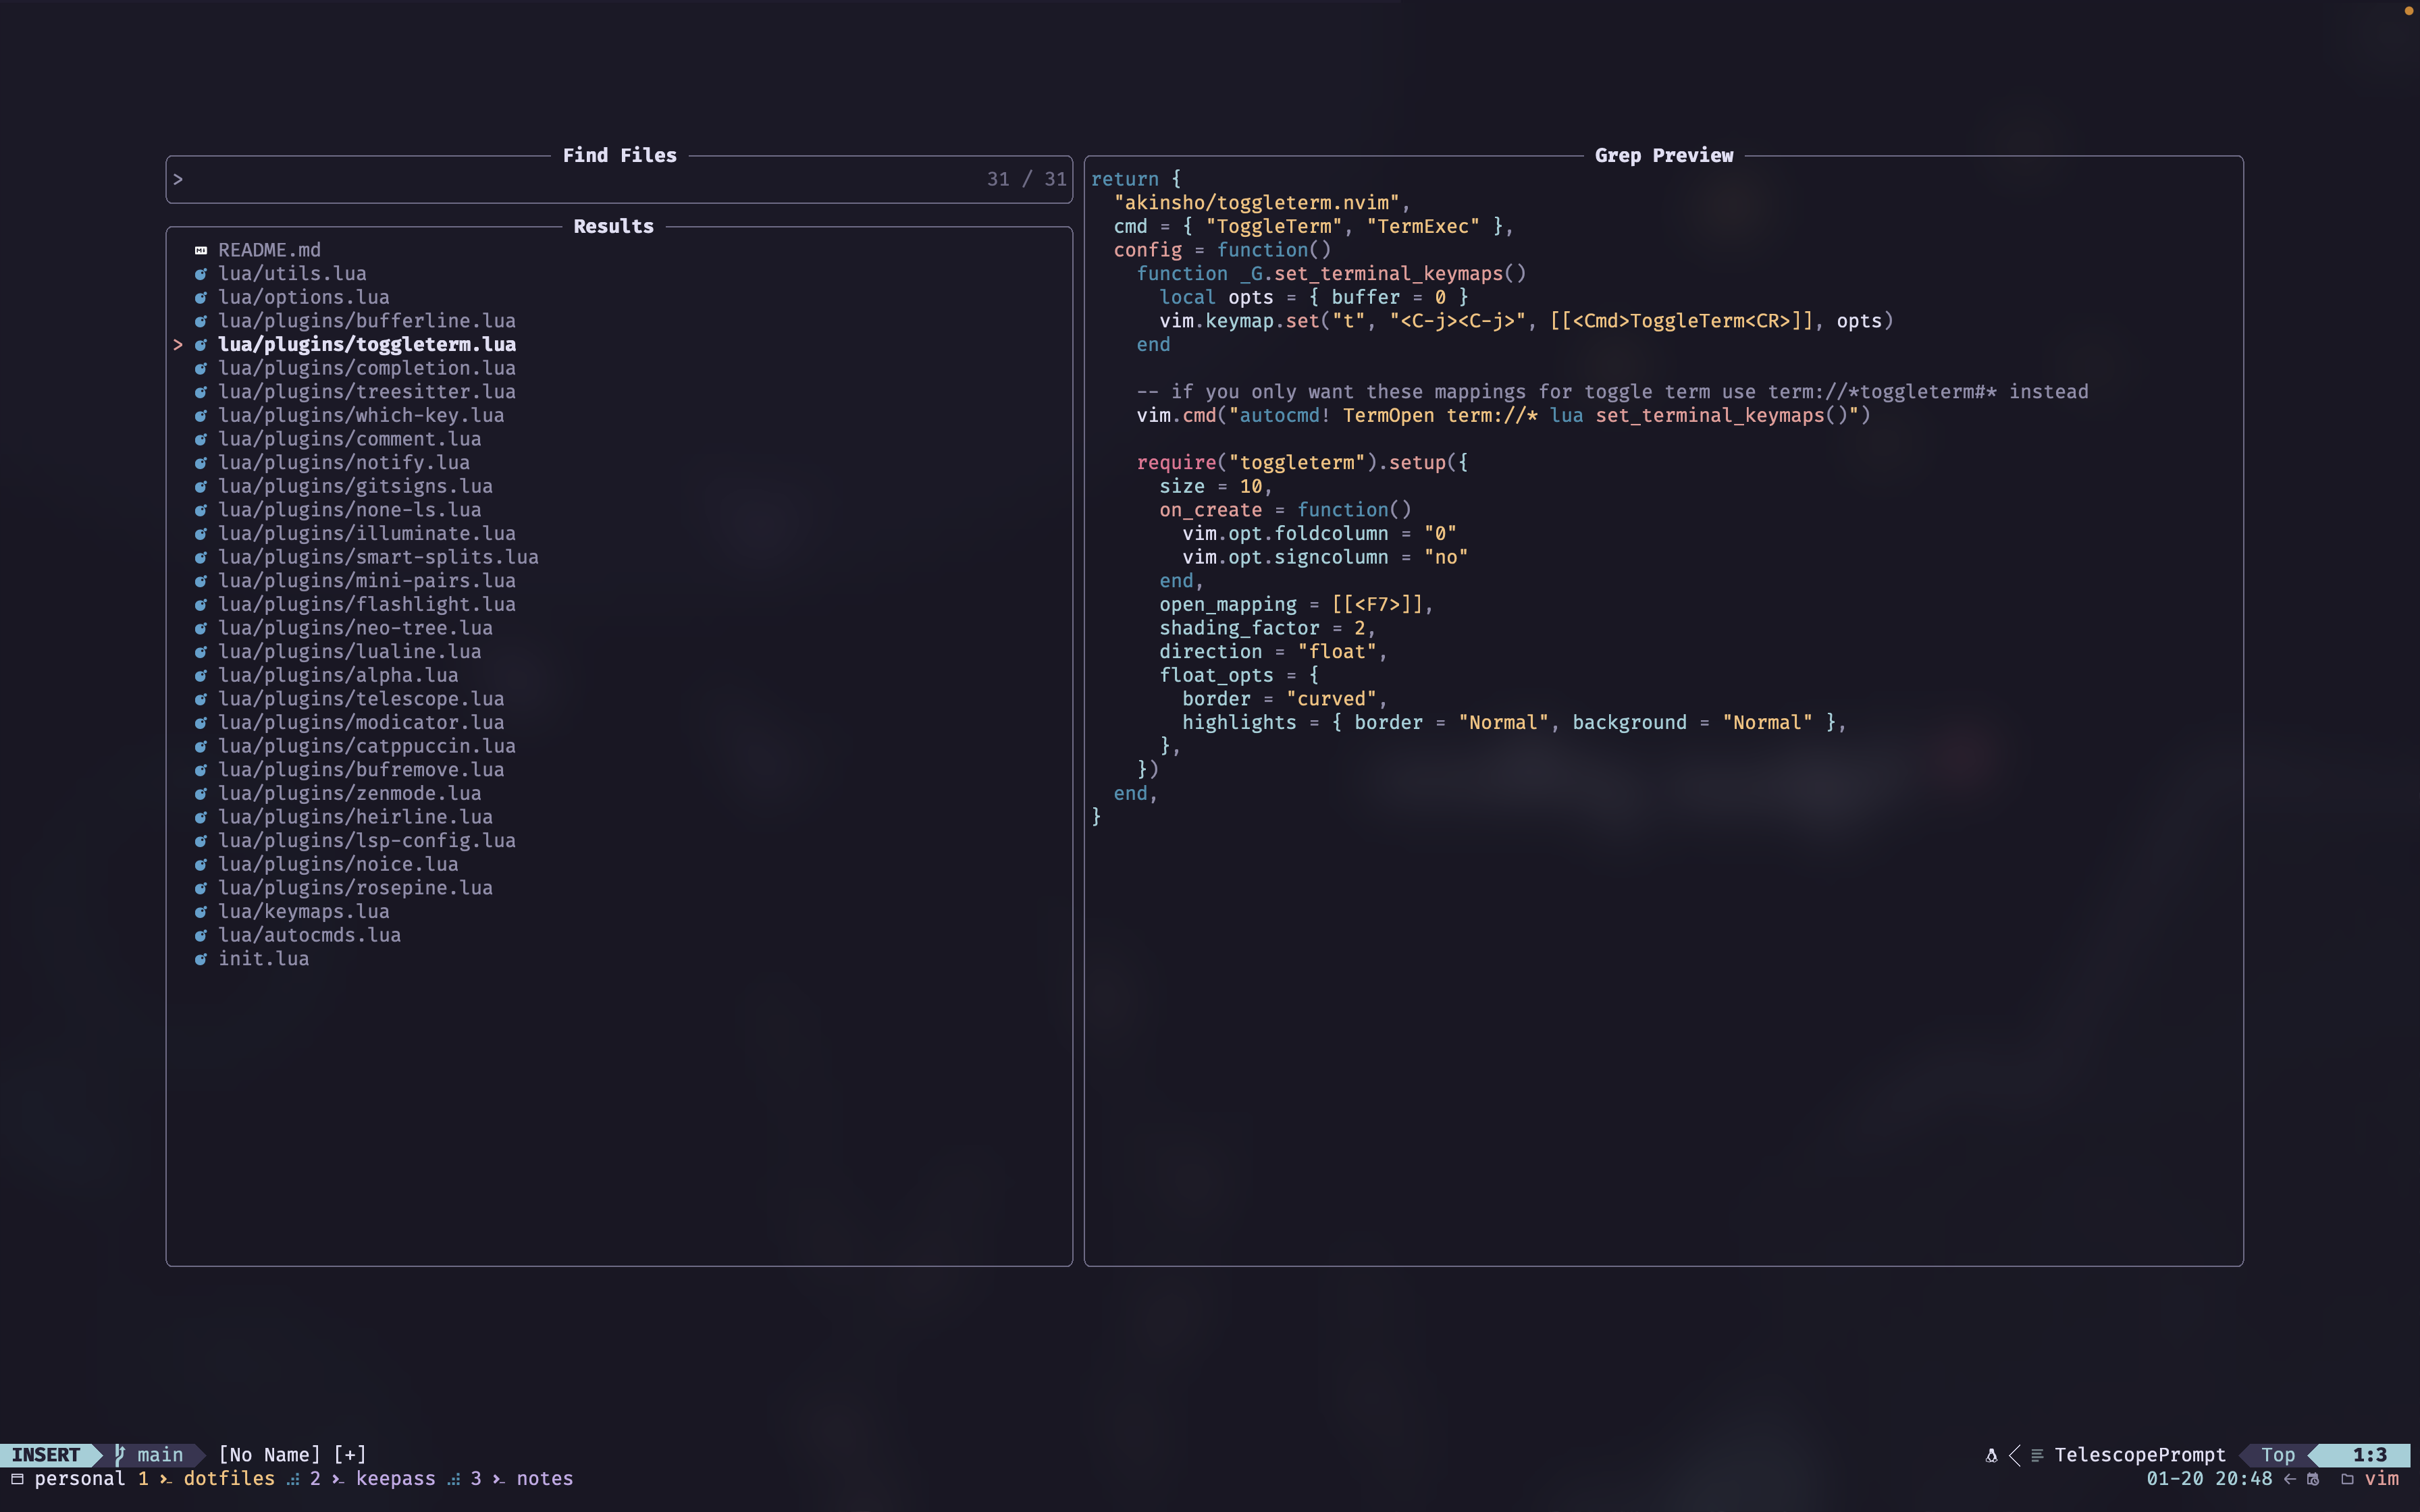 Find Files
> 31 / 31
Results
README.md
lua/utils.lua
lua/options.lua
lua/plugins/bufferline.lua
> lua/plugins/toggleterm.lua
lua/plugins/completion.lua
lua/plugins/treesitter.lua
lua/plugins/which-key.lua
lua/plugins/comment.lua
lua/plugins/notify.lua
lua/plugins/gitsigns.lua
lua/plugins/none-ls.lua
lua/plugins/illuminate.lua
lua/plugins/smart-splits.lua
lua/plugins/mini-pairs.lua
lua/plugins/flashlight.lua
lua/plugins/neo-tree.lua
lua/plugins/lualine.lua
lua/plugins/alpha.lua
lua/plugins/telescope.lua
lua/plugins/modicator.lua
lua/plugins/catppuccin.lua
lua/plugins/bufremove.lua
lua/plugins/zenmode.lua
lua/plugins/heirline.lua
lua/plugins/lsp-config.lua
lua/plugins/noice.lua
lua/plugins/rosepine.lua
lua/keymaps.lua
lua/autocmds.lua
init.lua
Grep Preview
return {
  "akinsho/toggleterm.nvim",
  cmd = { "ToggleTerm", "TermExec" },
  config = function()
    function _G.set_terminal_keymaps()
      local opts = { buffer = 0 }
      vim.keymap.set("t", "<C-j><C-j>", [[<Cmd>ToggleTerm<CR>]], opts)
    end
    -- if you only want these mappings for toggle term use term://*toggleterm#* instead
    vim.cmd("autocmd! TermOpen term://* lua set_terminal_keymaps()")
    require("toggleterm").setup({
      size = 10,
      on_create = function()
        vim.opt.foldcolumn = "0"
        vim.opt.signcolumn = "no"
      end,
      open_mapping = [[<F7>]],
      shading_factor = 2,
      direction = "float",
      float_opts = {
        border = "curved",
        highlights = { border = "Normal", background = "Normal" },
      },
    })
  end,
}
INSERT main [No Name] [+] TelescopePrompt Top 1:3
personal 1 dotfiles 2 keepass 3 notes 01-20 20:48 ← vim